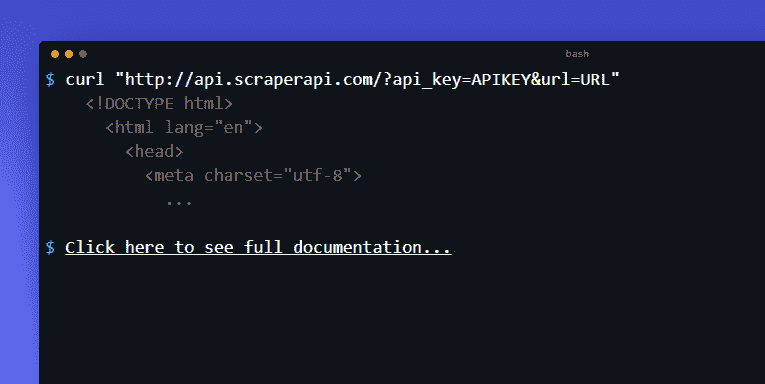 bash
$ curl "http://api.scraperapi.com/?api_key=APIKEY&url=URL"
<!DOCTYPE html>
<html lang="en">
<head>
<meta charset="utf-8">
...
$ Click here to see full documentation...